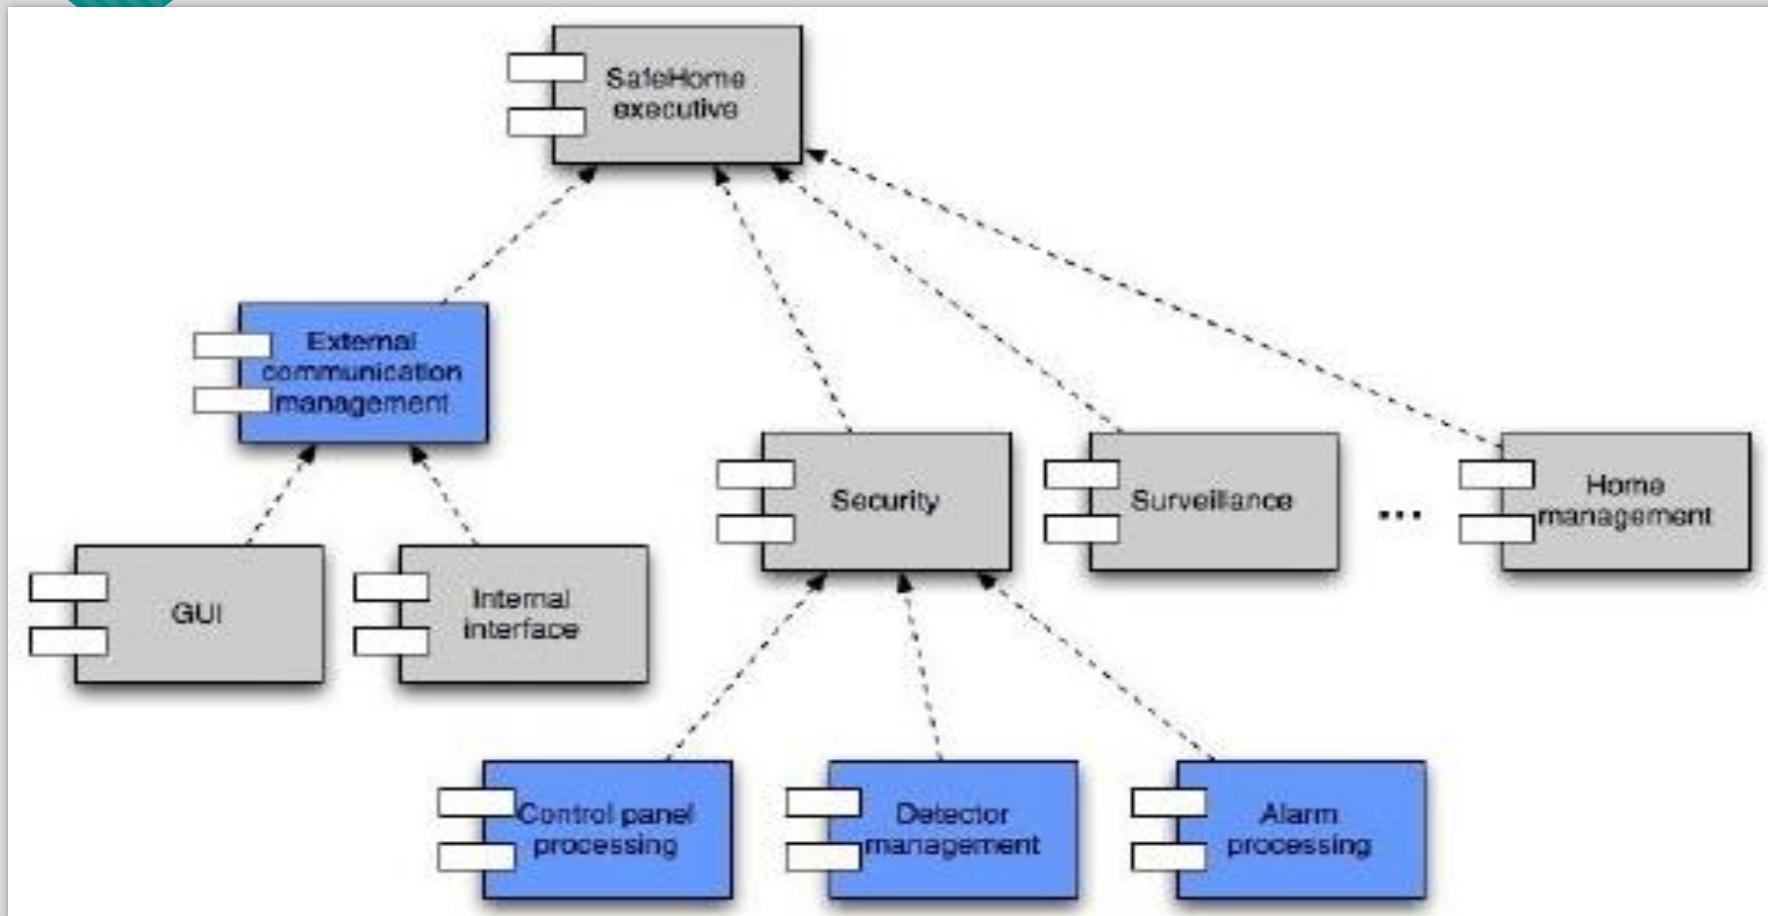 SafeHome
executive
External
communication
management
Security
Surveillance
...
Home
management
GUI
Internal
interface
Control panel
processing
Detector
management
Alarm
processing